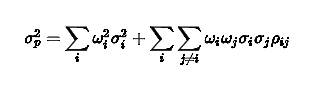 σ_p^2 = ∑_i ω_i^2 σ_i^2 + ∑_i ∑_{j≠i} ω_i ω_j σ_i σ_j ρ_{ij}